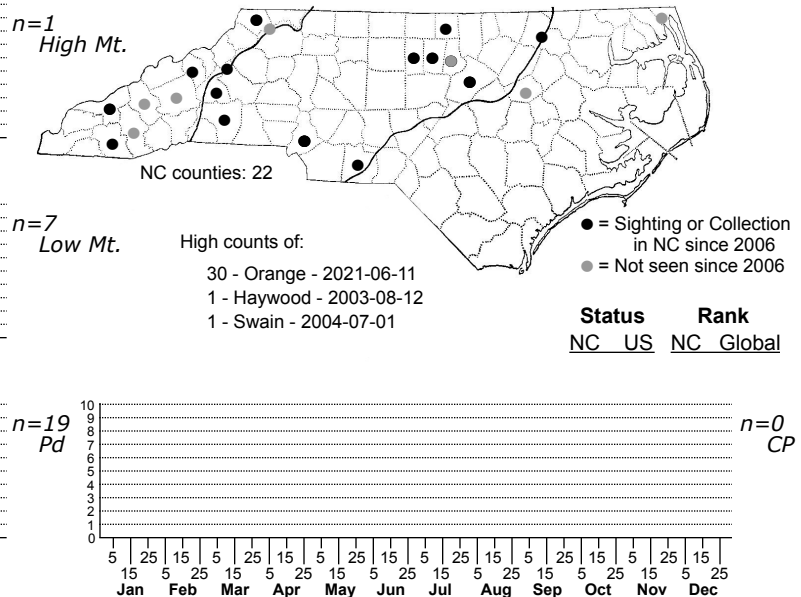 n=1
High Mt.
NC counties: 22
n=7
Low Mt.
High counts of:
30 - Orange - 2021-06-11
1 - Haywood - 2003-08-12
1 - Swain - 2004-07-01
● = Sighting or Collection
in NC since 2006
● = Not seen since 2006
Status Rank
NC US NC Global
n=19
Pd
10
9
8
7
6
5
4
3
2
1
0
n=0
CP
5 25 15 5 25 15 5 25 15 5 25 15 5 25 15 5 25 15
15 5 25 15 5 25 15 5 25 15 5 25 15 5 25 15 5 25
Jan Feb Mar Apr May Jun Jul Aug Sep Oct Nov Dec